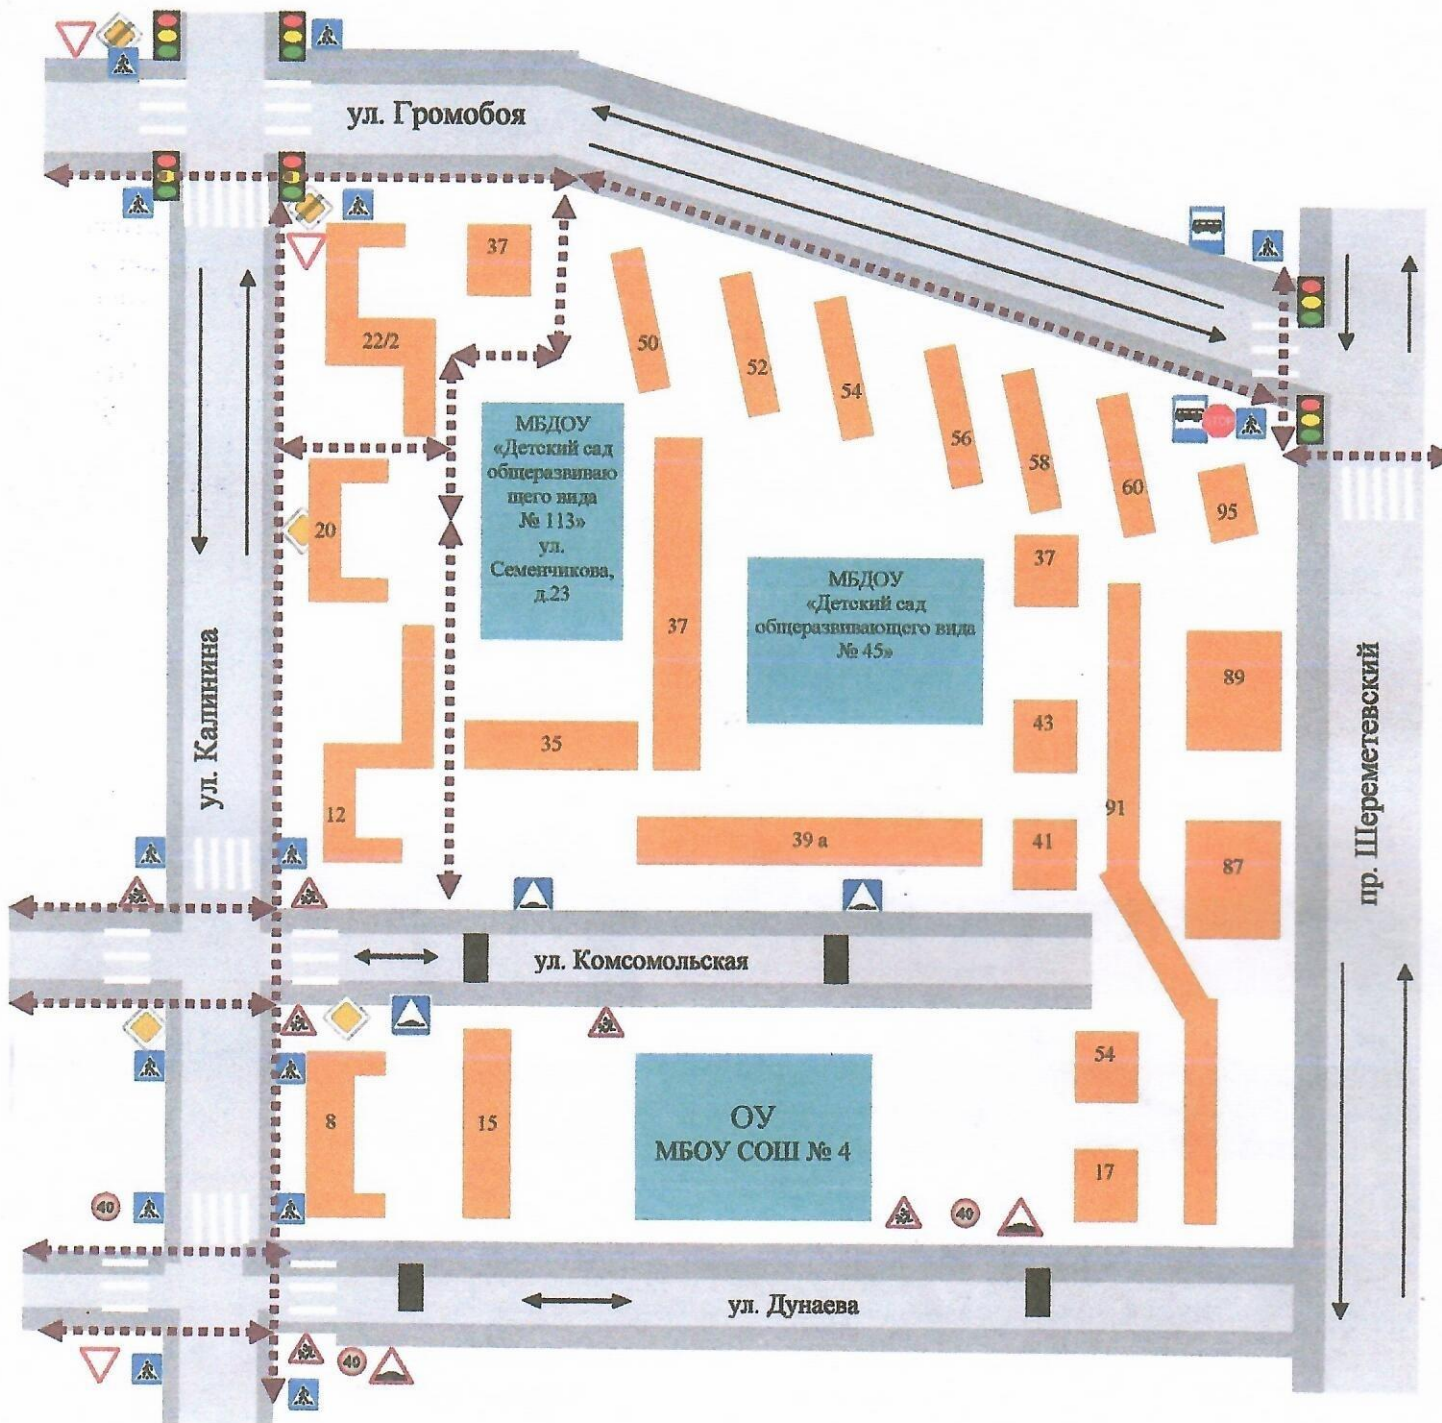 ул. Громобоя
37
22/2
50
52
54
56
58
60
95
STOP
МБДОУ
«Детский сад
общеразвиваю
щего вида
№ 113»
ул.
Семенчикова,
д.23
20
37
37
МБДОУ
«Детский сад
общеразвивающего вида
№ 45»
ул. Калинина
35
43
89
пр. Шереметевский
12
39 а
41
91
87
ул. Комсомольская
8
15
ОУ
МБОУ СОШ № 4
54
17
40
40
ул. Дунаева
40